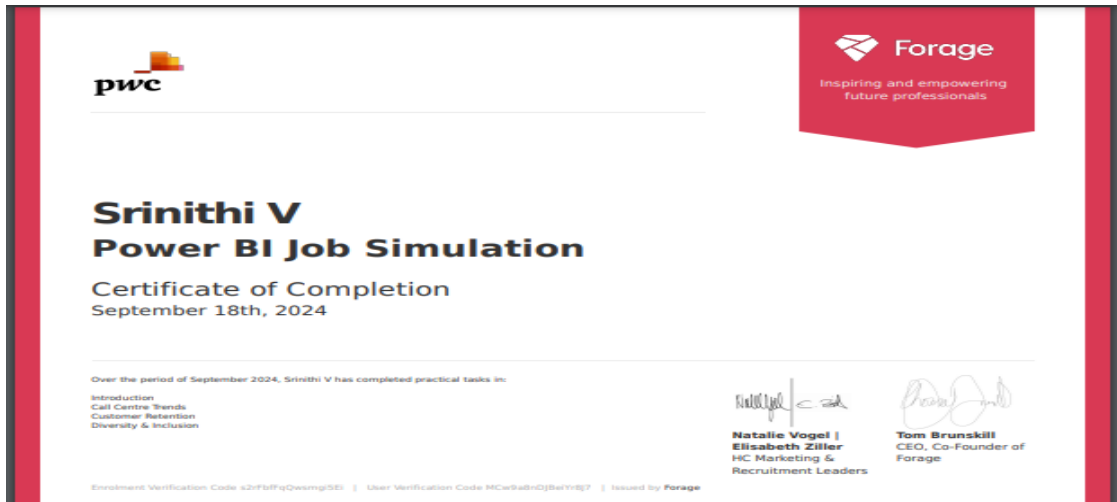 pwc
Forage
Inspiring and empowering
future professionals
Srinithi V
Power BI Job Simulation
Certificate of Completion
September 18th, 2024
Over the period of September 2024, Srinithi V has completed practical tasks in:
Introduction
Call Centre Trends
Customer Retention
Diversity & Inclusion
Natalie Vogel |
Elisabeth Ziller
HC Marketing &
Recruitment Leaders
Tom Brunskill
CEO, Co-Founder of
Forage
Enrolment Verification Code | User Verification Code | Issued by Forage